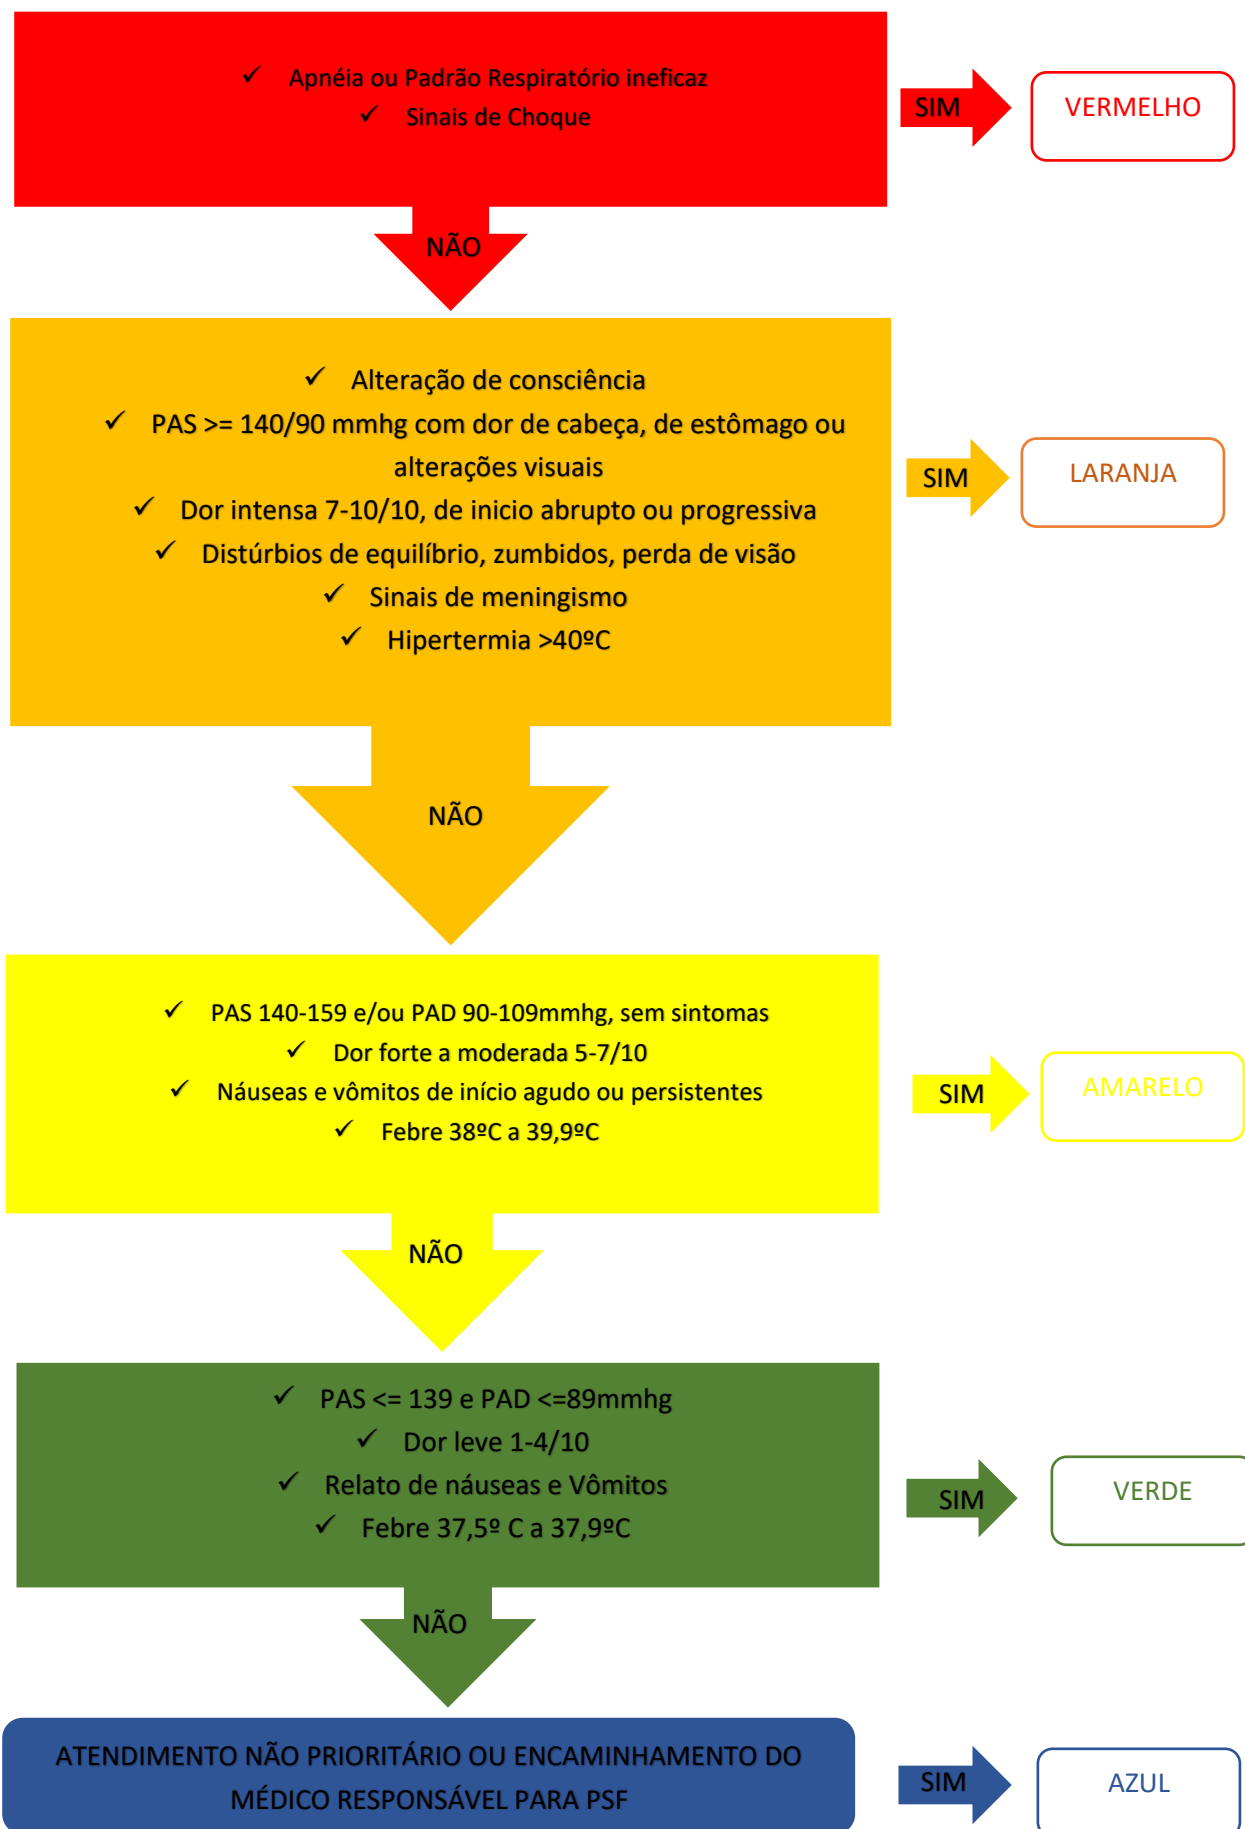 ✓ Apnéia ou Padrão Respiratório ineficaz
✓ Sinais de Choque
SIM
VERMELHO
NÃO
✓ Alteração de consciência
✓ PAS >= 140/90 mmhg com dor de cabeça, de estômago ou
alterações visuais
✓ Dor intensa 7-10/10, de inicio abrupto ou progressiva
✓ Distúrbios de equilíbrio, zumbidos, perda de visão
✓ Sinais de meningismo
✓ Hipertermia >40ºC
SIM
LARANJA
NÃO
✓ PAS 140-159 e/ou PAD 90-109mmhg, sem sintomas
✓ Dor forte a moderada 5-7/10
✓ Náuseas e vômitos de início agudo ou persistentes
✓ Febre 38ºC a 39,9ºC
SIM
AMARELO
NÃO
✓ PAS <= 139 e PAD <=89mmhg
✓ Dor leve 1-4/10
✓ Relato de náuseas e Vômitos
✓ Febre 37,5º C a 37,9ºC
SIM
VERDE
NÃO
ATENDIMENTO NÃO PRIORITÁRIO OU ENCAMINHAMENTO DO
MÉDICO RESPONSÁVEL PARA PSF
SIM
AZUL